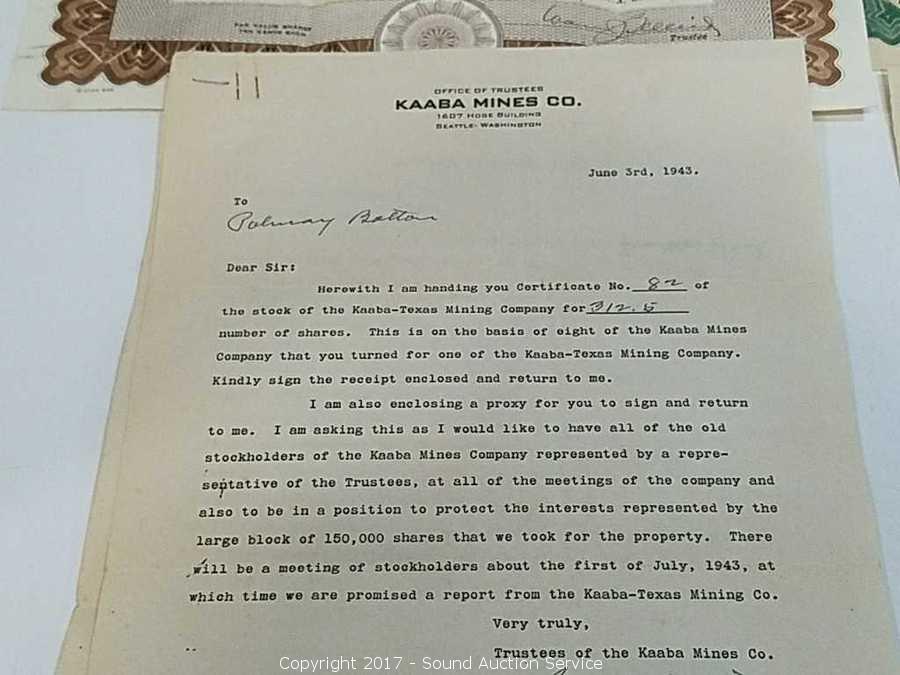 PAR VALUE SHARES
TEN CENTS EACH
Trustee
OFFICE OF TRUSTEES
KAABA MINES CO.
1607 HOGE BUILDING
SEATTLE, WASHINGTON
June 3rd, 1943.
To
Dear Sir:
Herewith I am handing you Certificate No. 82 of
the stock of the Kaaba-Texas Mining Company for 312.5
number of shares. This is on the basis of eight of the Kaaba Mines
Company that you turned for one of the Kaaba-Texas Mining Company.
Kindly sign the receipt enclosed and return to me.
I am also enclosing a proxy for you to sign and return
to me. I am asking this as I would like to have all of the old
stockholders of the Kaaba Mines Company represented by a repre-
sentative of the Trustees, at all of the meetings of the company and
also to be in a position to protect the interests represented by the
large block of 150,000 shares that we took for the property. There
will be a meeting of stockholders about the first of July, 1943, at
which time we are promised a report from the Kaaba-Texas Mining Co.
Very truly,
Trustees of the Kaaba Mines Co.
Copyright 2017 - Sound Auction Service